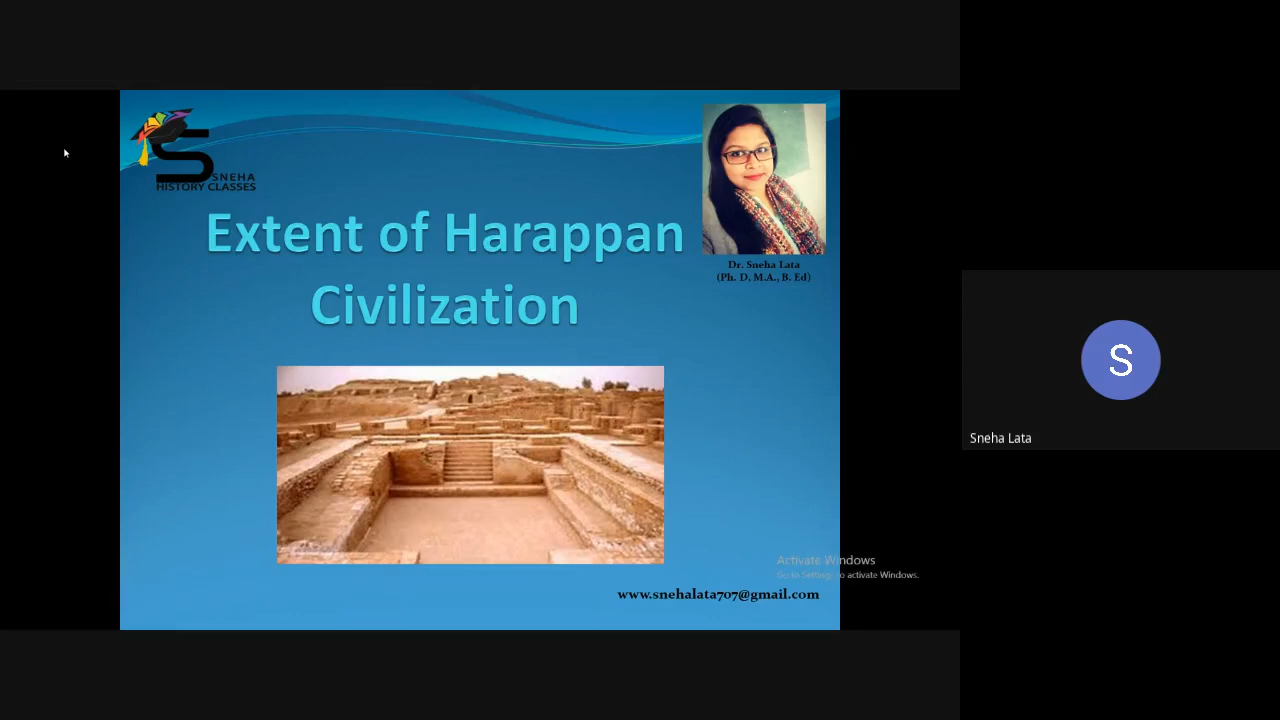 S
SNEHA
HISTORY CLASSES
Extent of Harappan
Civilization
Dr. Sneha Lata
(Ph. D, M.A., B. Ed)
S
Sneha Lata
Activate Windows
Go to Settings to activate Windows.
www.snehalata707@gmail.com